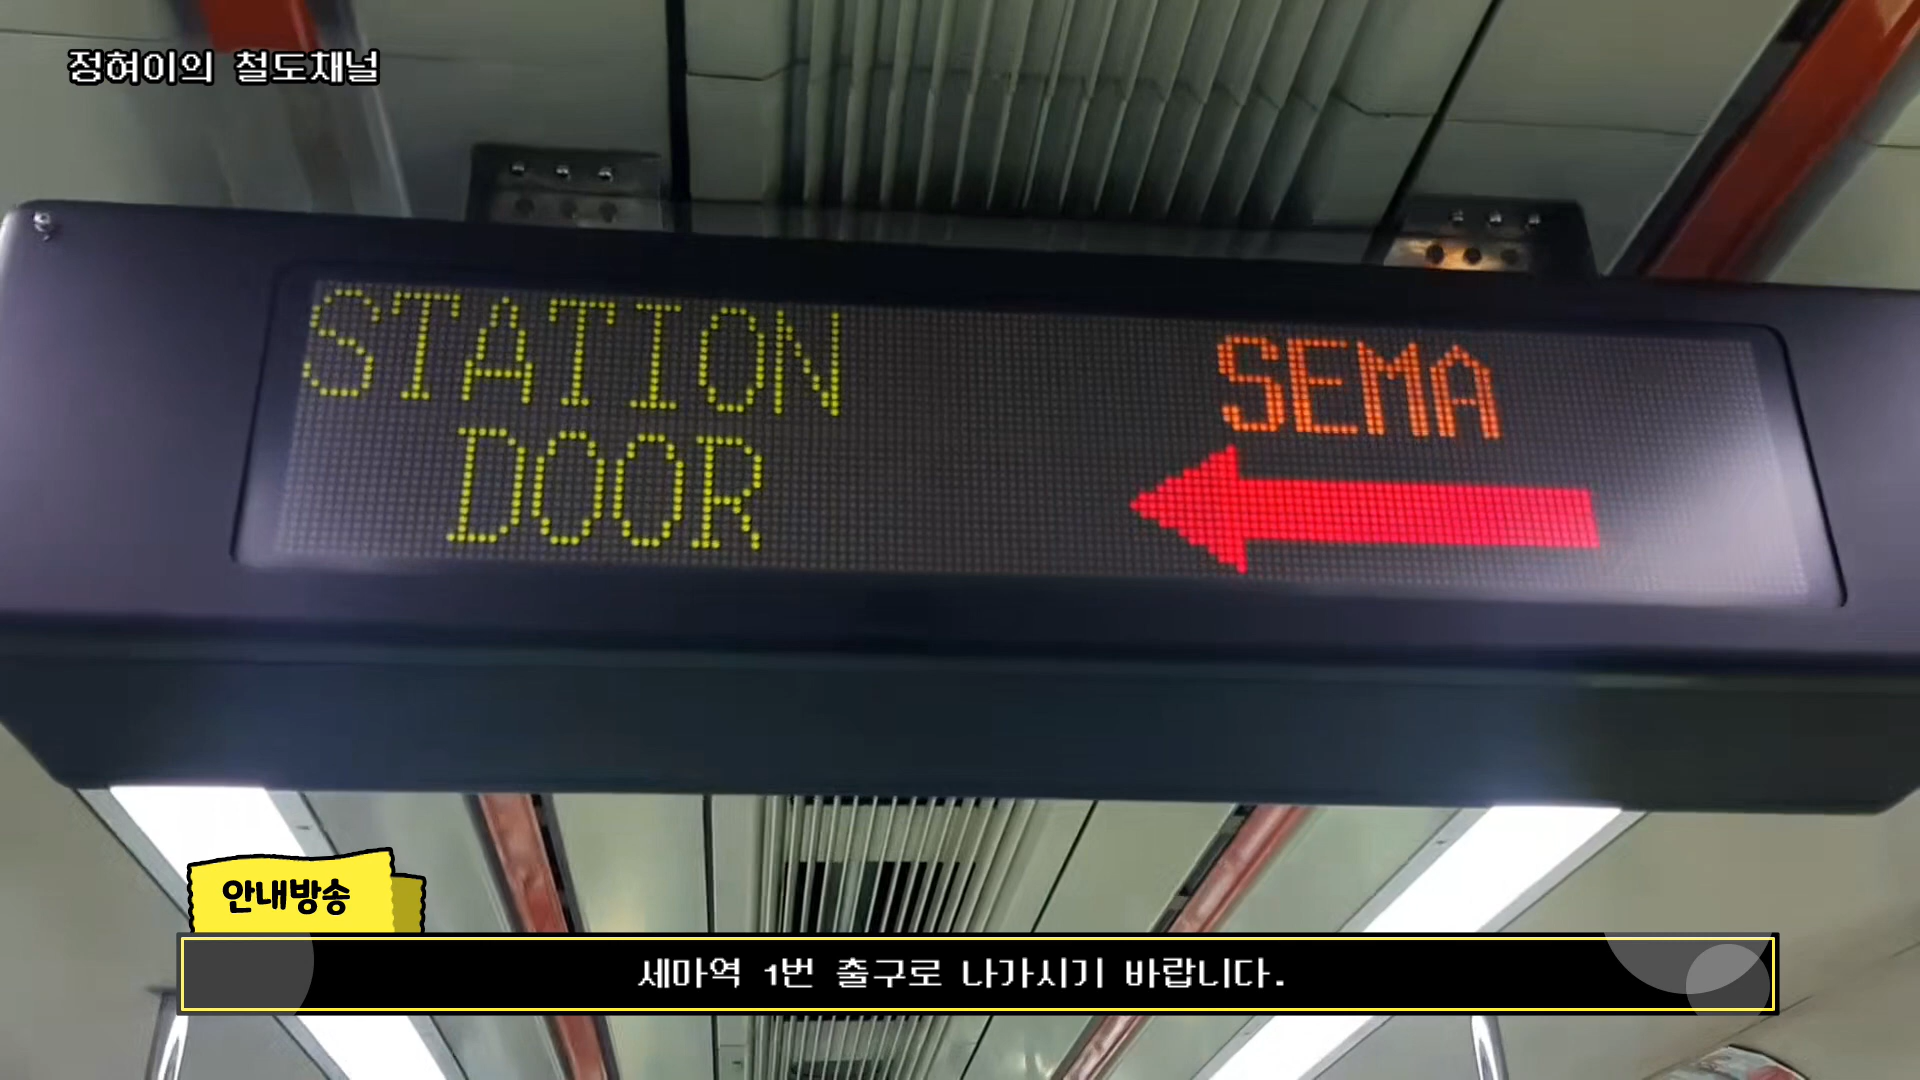 정혀이의 철도채널
STATION
DOOR
SEMA
안내방송
세마역 1번 출구로 나가시기 바랍니다.